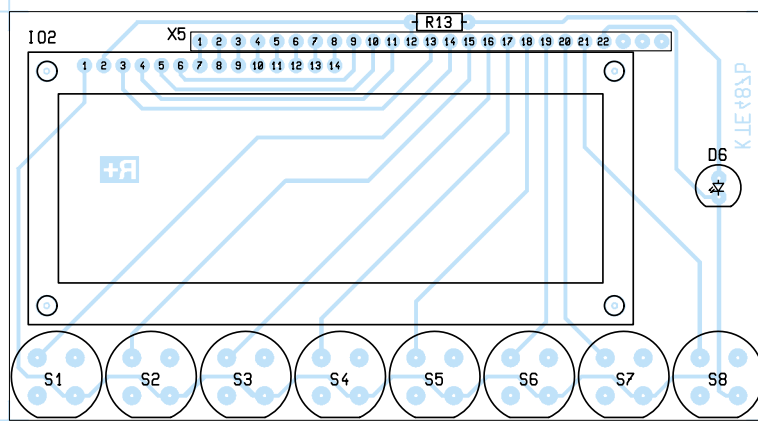 R13
IO2
X5
1 2 3 4 5 6 7 8 9 10 11 12 13 14 15 16 17 18 19 20 21 22
1 2 3 4 5 6 7 8 9 10 11 12 13 14
KTE487b
D6
R+
S1 S2 S3 S4 S5 S6 S7 S8